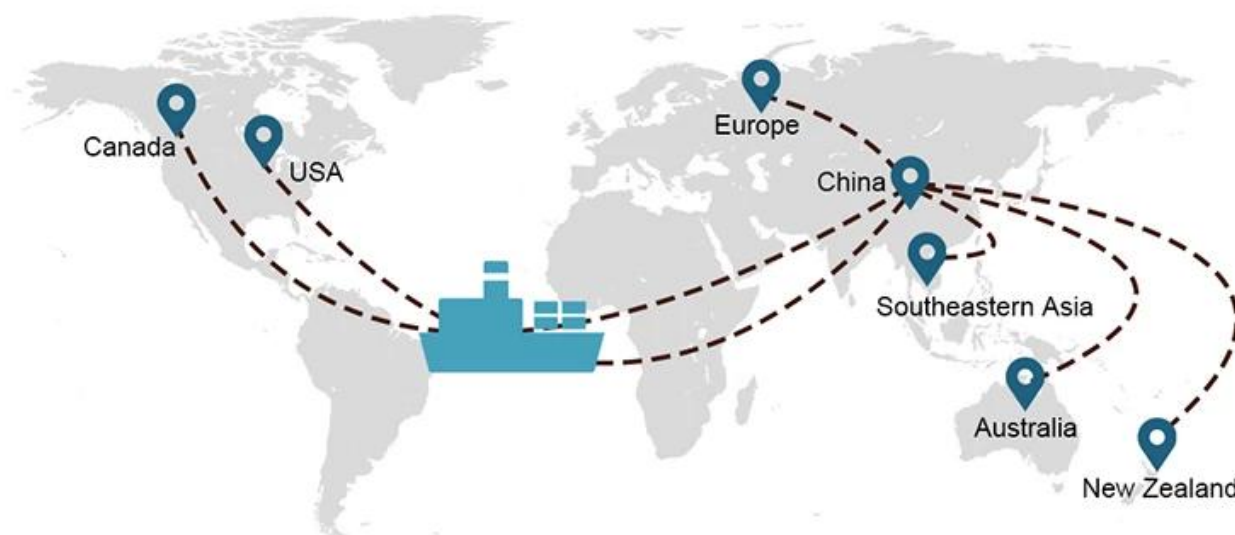 Canada
USA
Europe
China
Southeastern Asia
Australia
New Zealand